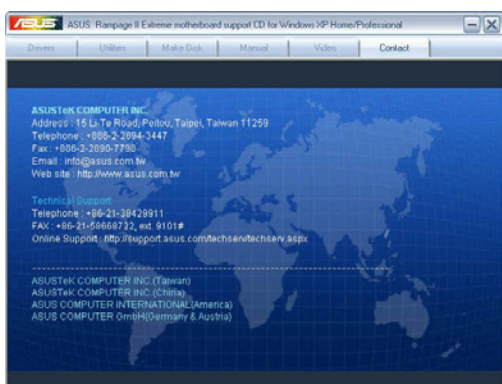 ASUS ASUS Rampage II Extreme motherboard support CD for Windows XP Home/Professional
Drivers Utilities Make Disk Manual Video Contact
ASUSTeK COMPUTER INC.
Address : 15 Li-Te Road, Peitou, Taipei, Taiwan 11259
Telephone : +886-2-2894-3447
Fax : +886-2-2890-7798
Email : info@asus.com.tw
Web site : http://www.asus.com.tw
Technical Support
Telephone : +86-21-38429911
FAX : +86-21-58668722, ext. 9101#
Online Support : http://support.asus.com/techserv/techserv.aspx
ASUSTeK COMPUTER INC.(Taiwan)
ASUSTeK COMPUTER INC.(China)
ASUS COMPUTER INTERNATIONAL(America)
ASUS COMPUTER GmbH(Germany & Austria)